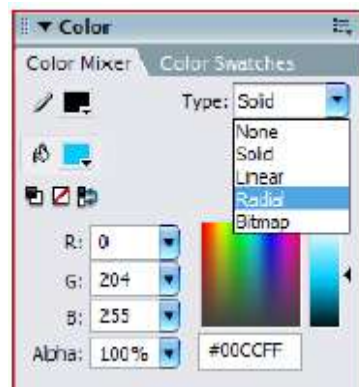 Color
Color Mixer Color Swatches
Type: Solid
None
Solid
Linear
Radial
Bitmap
R: 0
G: 204
B: 255
Alpha: 100% #00CCFF